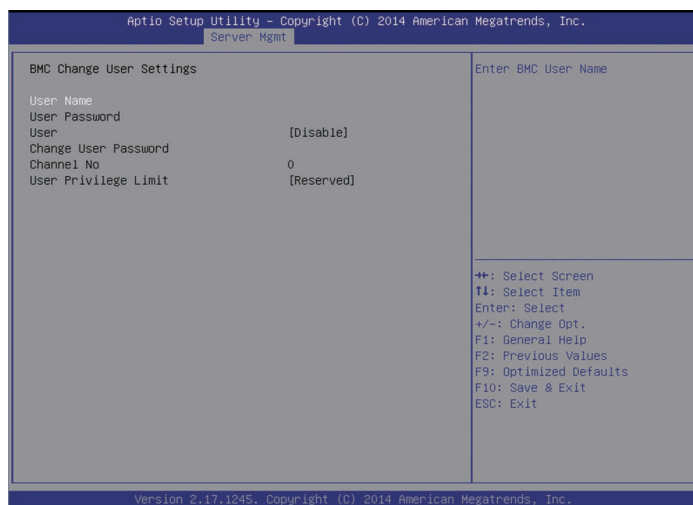 Aptio Setup Utility – Copyright (C) 2014 American Megatrends, Inc.
Server Mgmt
BMC Change User Settings
User Name
User Password
User [Disable]
Change User Password
Channel No 0
User Privilege Limit [Reserved]
Enter BMC User Name
→←: Select Screen
↑↓: Select Item
Enter: Select
+/-: Change Opt.
F1: General Help
F2: Previous Values
F9: Optimized Defaults
F10: Save & Exit
ESC: Exit
Version 2.17.1245. Copyright (C) 2014 American Megatrends, Inc.